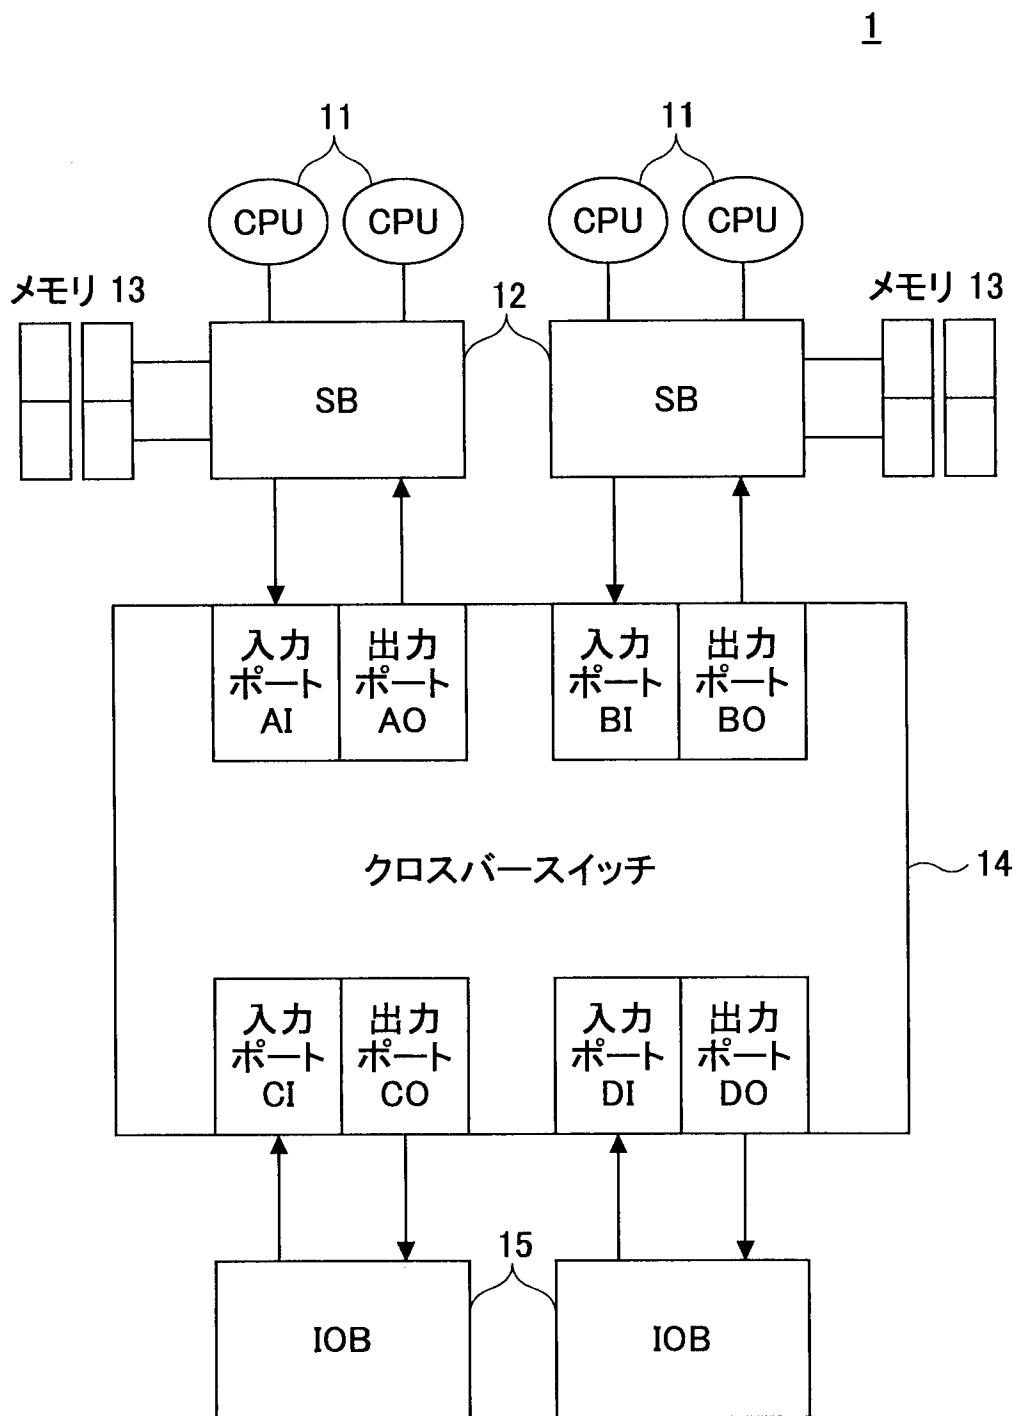 1
11
11
CPU
CPU
CPU
CPU
メモリ 13
12
メモリ 13
SB
SB
入力
ポート
AI
出力
ポート
AO
入力
ポート
BI
出力
ポート
BO
クロスバースイッチ
14
入力
ポート
CI
出力
ポート
CO
入力
ポート
DI
出力
ポート
DO
15
IOB
IOB